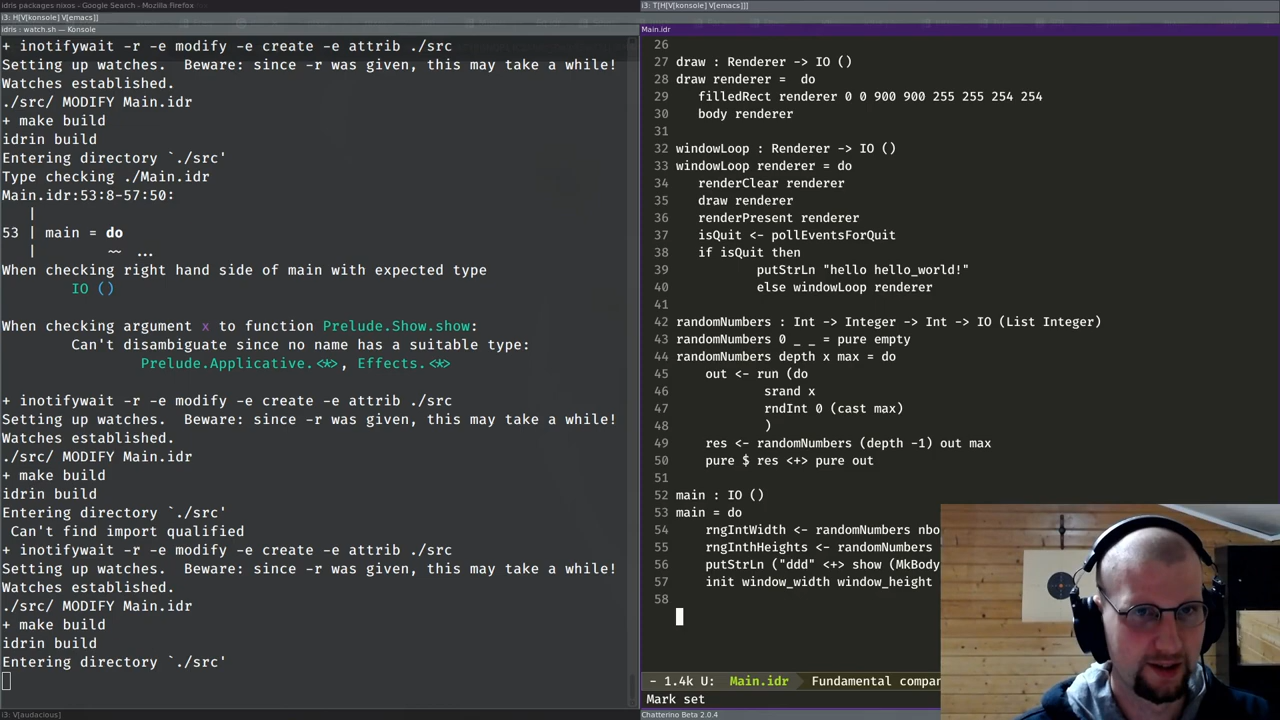 idris packages nixos - Google Search - Mozilla Firefox
i3: H[V[konsole] V[emacs]]
idris : watch.sh — Konsole
+ inotifywait -r -e modify -e create -e attrib ./src
Setting up watches.  Beware: since -r was given, this may take a while!
Watches established.
./src/ MODIFY Main.idr
+ make build
idrin build
Entering directory `./src'
Type checking ./Main.idr
Main.idr:53:8-57:50:
   |
53 | main = do
   |        ~~ ...
When checking right hand side of main with expected type
        IO ()
When checking argument x to function Prelude.Show.show:
        Can't disambiguate since no name has a suitable type:
                Prelude.Applicative.<*>, Effects.<*>
+ inotifywait -r -e modify -e create -e attrib ./src
Setting up watches.  Beware: since -r was given, this may take a while!
Watches established.
./src/ MODIFY Main.idr
+ make build
idrin build
Entering directory `./src'
 Can't find import qualified
+ inotifywait -r -e modify -e create -e attrib ./src
Setting up watches.  Beware: since -r was given, this may take a while!
Watches established.
./src/ MODIFY Main.idr
+ make build
idrin build
Entering directory `./src'
i3: V[audacious]
i3: T[H[V[konsole] V[emacs]]]
Main.idr
26
27 draw : Renderer -> IO ()
28 draw renderer =  do
29    filledRect renderer 0 0 900 900 255 255 254 254
30    body renderer
31
32 windowLoop : Renderer -> IO ()
33 windowLoop renderer = do
34    renderClear renderer
35    draw renderer
36    renderPresent renderer
37    isQuit <- pollEventsForQuit
38    if isQuit then
39            putStrLn "hello hello_world!"
40            else windowLoop renderer
41
42 randomNumbers : Int -> Integer -> Int -> IO (List Integer)
43 randomNumbers 0 _ _ = pure empty
44 randomNumbers depth x max = do
45     out <- run (do
46             srand x
47             rndInt 0 (cast max)
48             )
49     res <- randomNumbers (depth -1) out max
50     pure $ res <+> pure out
51
52 main : IO ()
53 main = do
54     rngIntWidth <- randomNumbers nbo
55     rngInthHeights <- randomNumbers
56     putStrLn ("ddd" <+> show (MkBody
57     init window_width window_height
58
- 1.4k U: Main.idr Fundamental compan
Mark set
Chatterino Beta 2.0.4